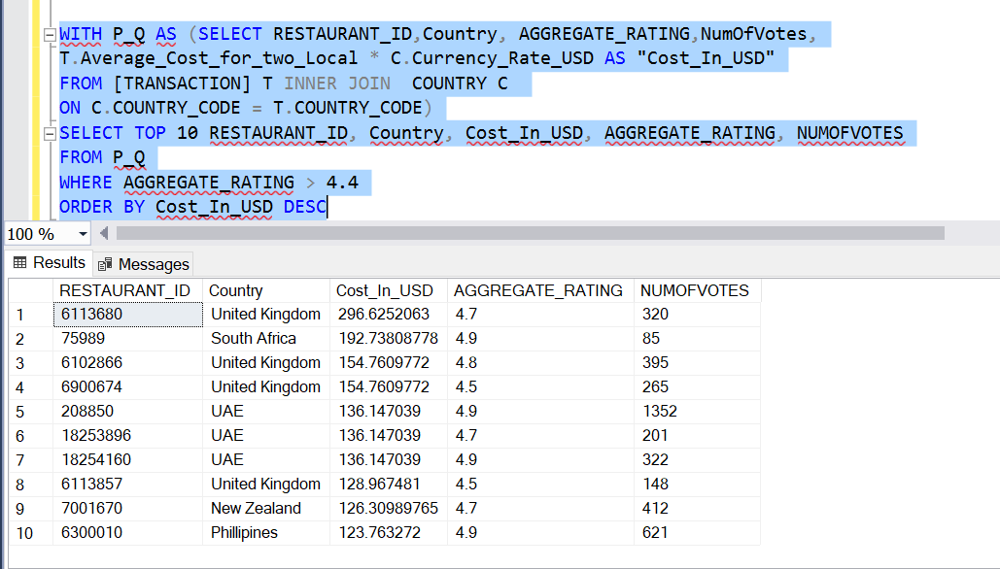 WITH P_Q AS (SELECT RESTAURANT_ID,Country, AGGREGATE_RATING,NumOfVotes,
T.Average_Cost_for_two_Local * C.Currency_Rate_USD AS "Cost_In_USD"
FROM [TRANSACTION] T INNER JOIN COUNTRY C
ON C.COUNTRY_CODE = T.COUNTRY_CODE)
SELECT TOP 10 RESTAURANT_ID, Country, Cost_In_USD, AGGREGATE_RATING, NUMOFVOTES
FROM P_Q
WHERE AGGREGATE_RATING > 4.4
ORDER BY Cost_In_USD DESC
100 %
Results Messages
RESTAURANT_ID Country Cost_In_USD AGGREGATE_RATING NUMOFVOTES
1 6113680 United Kingdom 296.6252063 4.7 320
2 75989 South Africa 192.73808778 4.9 85
3 6102866 United Kingdom 154.7609772 4.8 395
4 6900674 United Kingdom 154.7609772 4.5 265
5 208850 UAE 136.147039 4.9 1352
6 18253896 UAE 136.147039 4.7 201
7 18254160 UAE 136.147039 4.9 322
8 6113857 United Kingdom 128.967481 4.5 148
9 7001670 New Zealand 126.30989765 4.7 412
10 6300010 Phillipines 123.763272 4.9 621